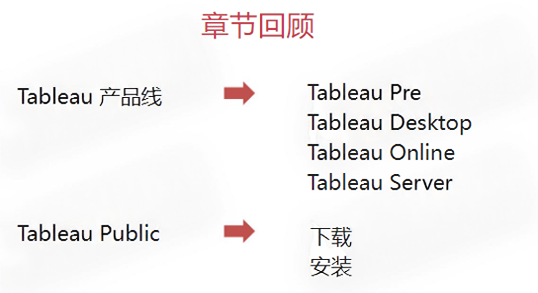 章节回顾
Tableau 产品线
Tableau Pre
Tableau Desktop
Tableau Online
Tableau Server
Tableau Public
下载
安装